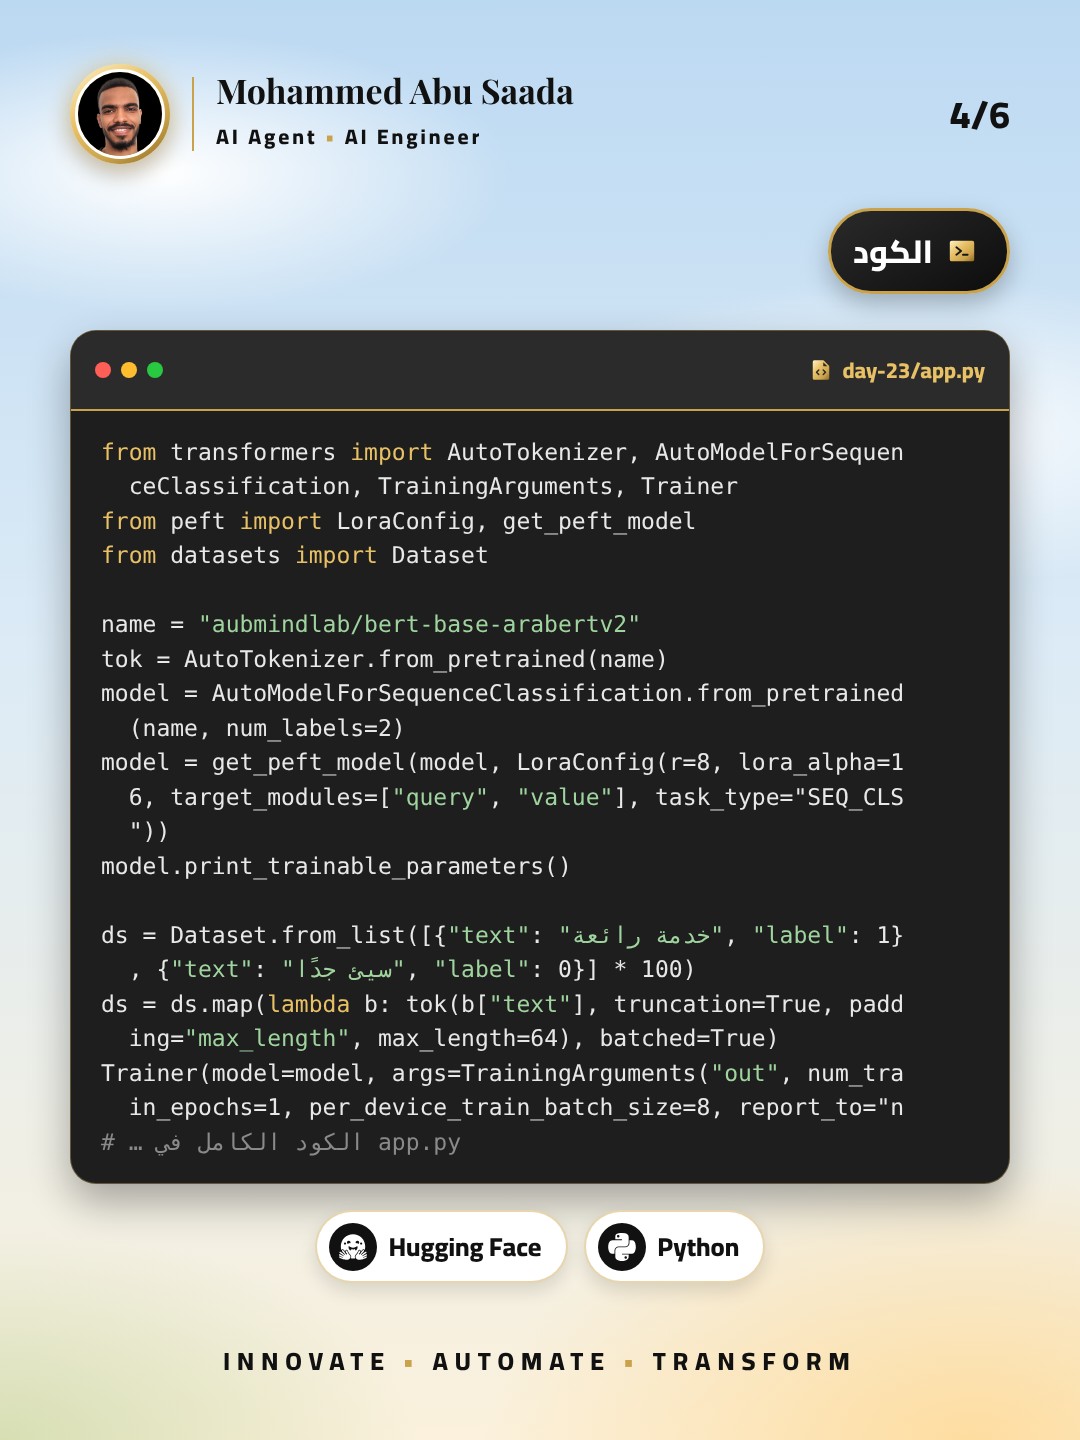 Mohammed Abu Saada
AI Agent ▪ AI Engineer
4/6
الكود
day-23/app.py
from transformers import AutoTokenizer, AutoModelForSequen
ceClassification, TrainingArguments, Trainer
from peft import LoraConfig, get_peft_model
from datasets import Dataset
name = "aubmindlab/bert-base-arabertv2"
tok = AutoTokenizer.from_pretrained(name)
model = AutoModelForSequenceClassification.from_pretrained
(name, num_labels=2)
model = get_peft_model(model, LoraConfig(r=8, lora_alpha=1
6, target_modules=["query", "value"], task_type="SEQ_CLS
"))
model.print_trainable_parameters()
ds = Dataset.from_list([{"text": "خدمة رائعة", "label": 1}
, {"text": "سيئ جدًا", "label": 0}] * 100)
ds = ds.map(lambda b: tok(b["text"], truncation=True, padd
ing="max_length", max_length=64), batched=True)
Trainer(model=model, args=TrainingArguments("out", num_tra
in_epochs=1, per_device_train_batch_size=8, report_to="n
# … الكود الكامل في app.py
Hugging Face
Python
INNOVATE ▪ AUTOMATE ▪ TRANSFORM